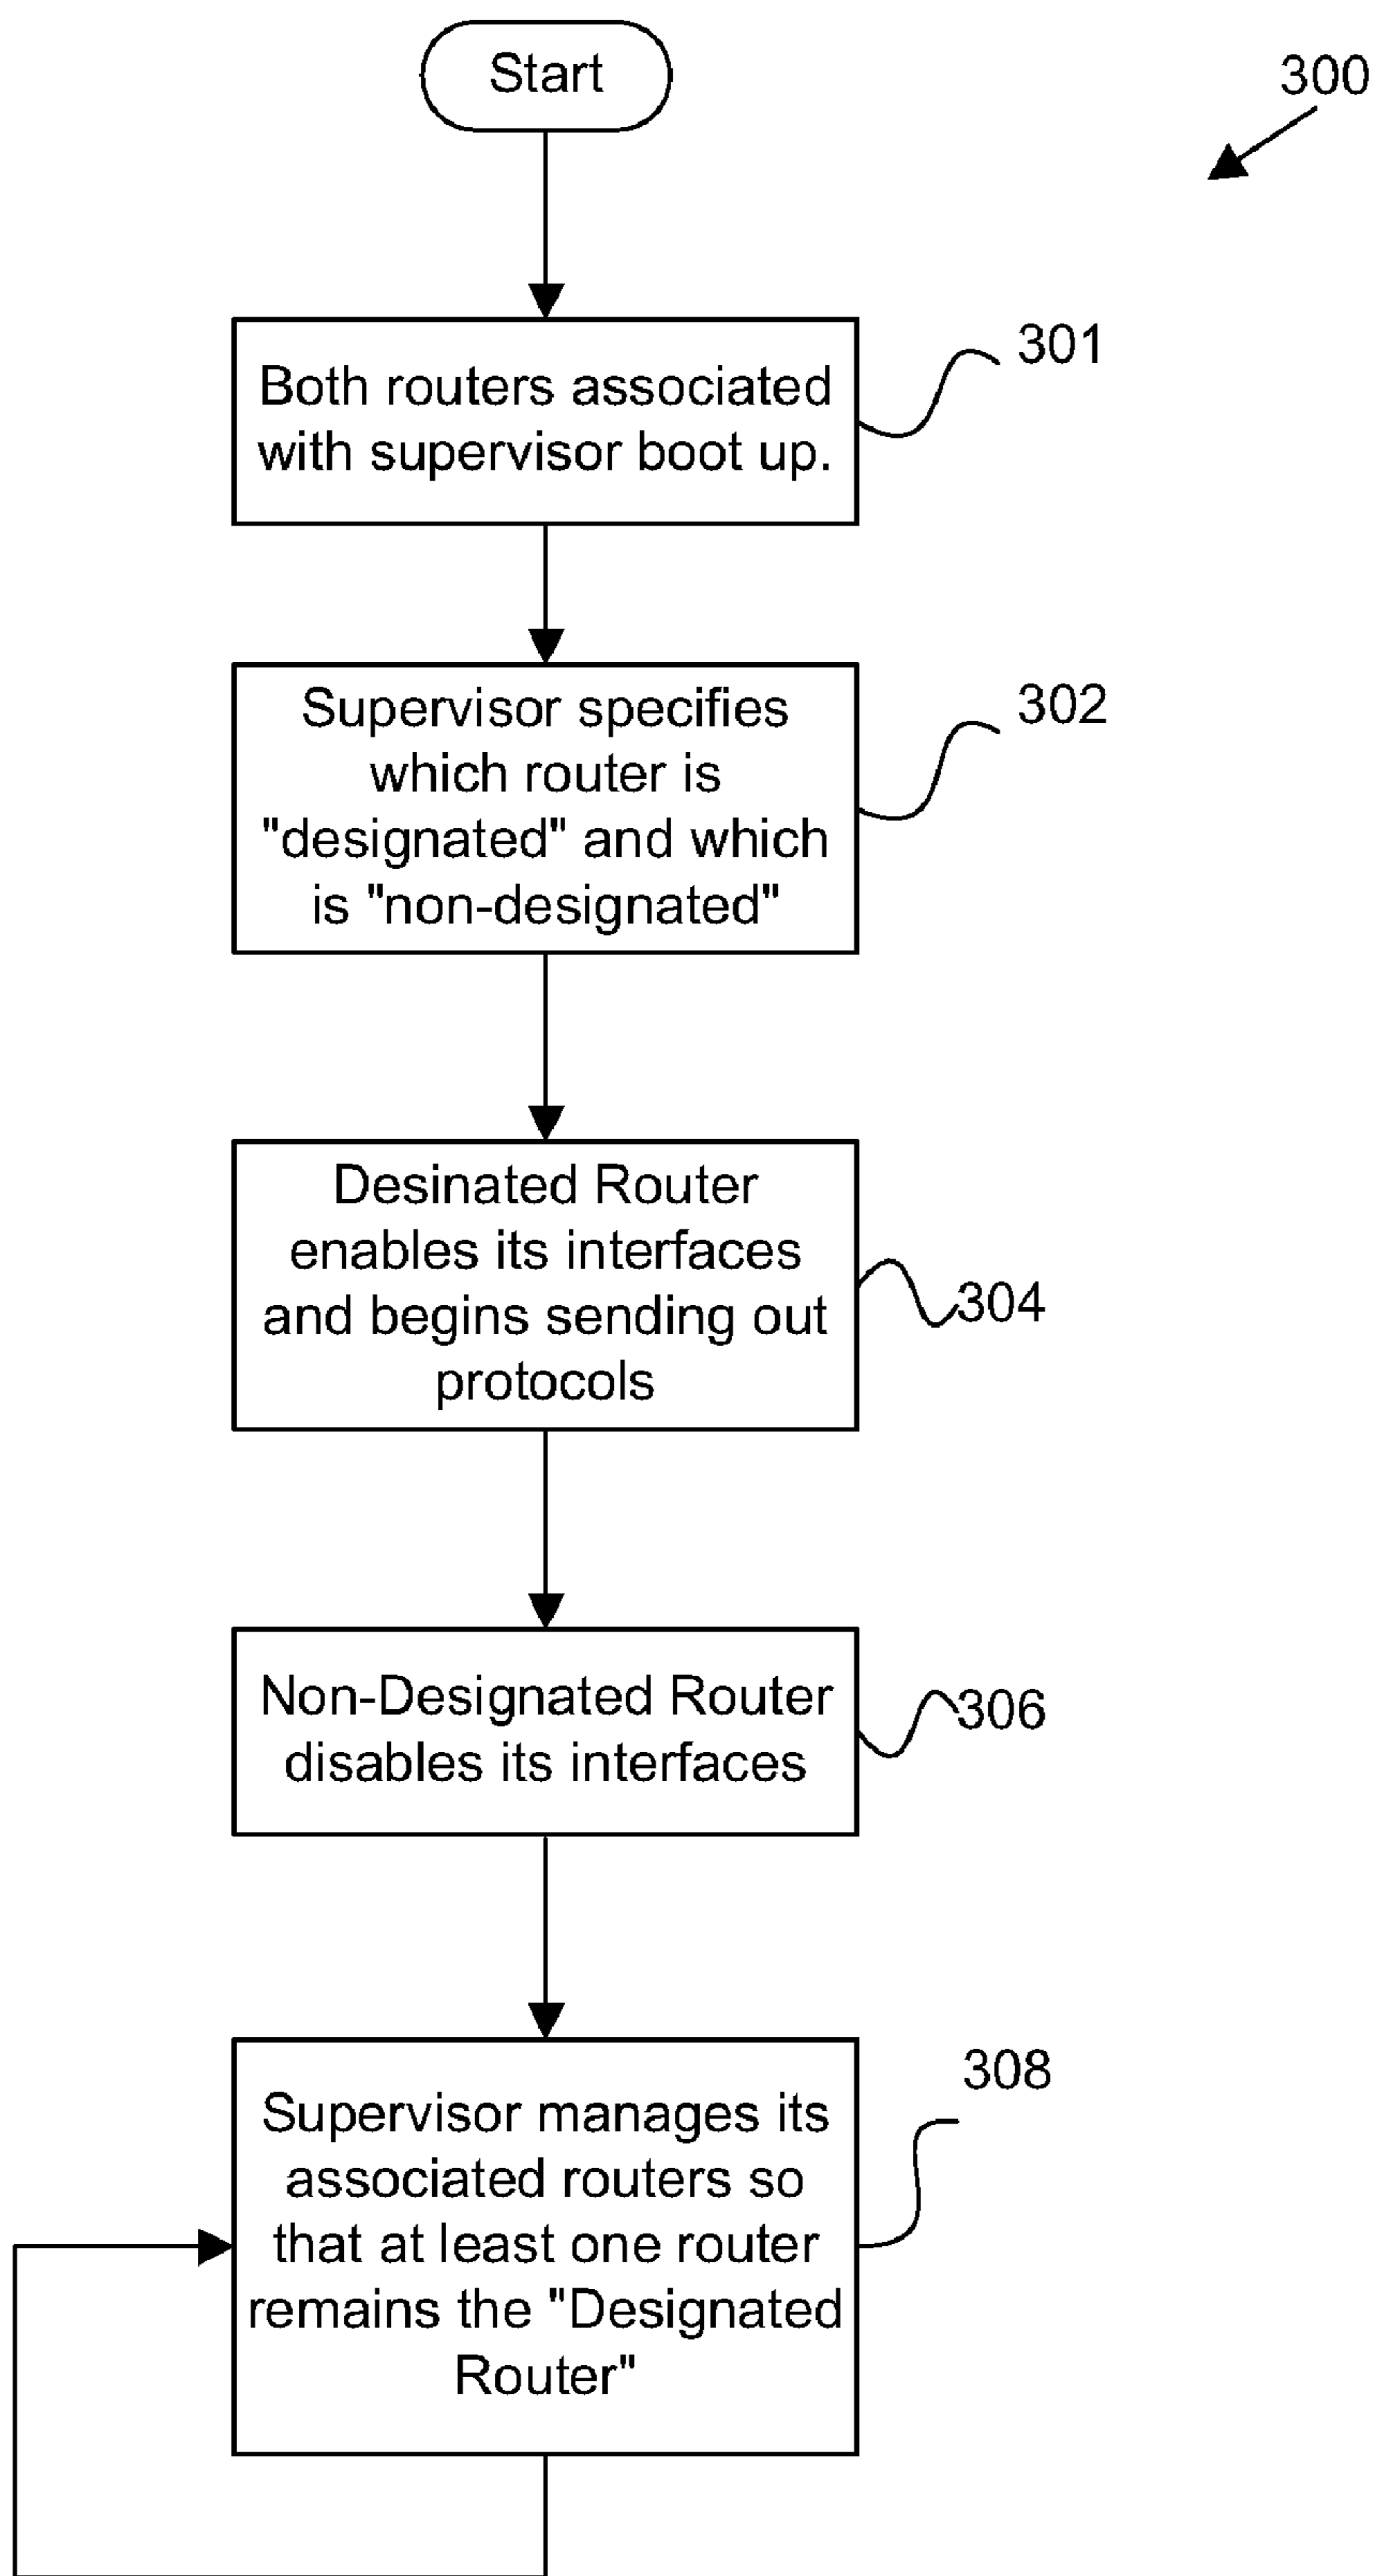 Start
300
Both routers associated
with supervisor boot up.
301
Supervisor specifies
which router is
"designated" and which
is "non-designated"
302
Desinated Router
enables its interfaces
and begins sending out
protocols
304
Non-Designated Router
disables its interfaces
306
Supervisor manages its
associated routers so
that at least one router
remains the "Designated
Router"
308